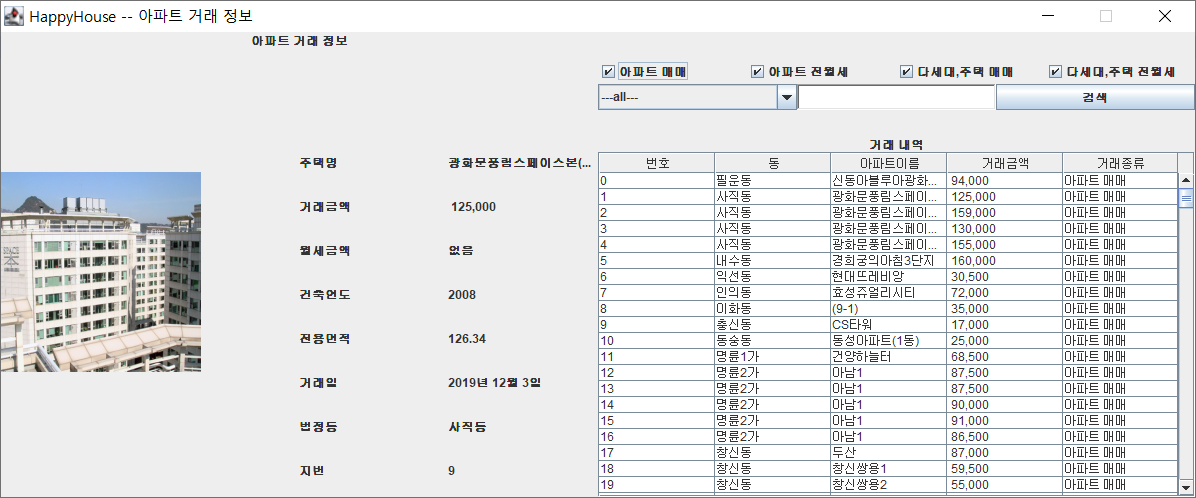 HappyHouse -- 아파트 거래 정보
아파트 거래 정보
아파트 매매 아파트 전월세 다세대,주택 매매 다세대,주택 전월세
---all--- 검색
주택명 광화문풍림스페이스본(...
거래금액 125,000
월세금액 없음
건축연도 2008
전용면적 126.34
거래일 2019년 12월 3일
법정동 사직동
지번 9
거래 내역
번호 동 아파트이름 거래금액 거래종류
0 필운동 신동아블루아광화... 94,000 아파트 매매
1 사직동 광화문풍림스페이... 125,000 아파트 매매
2 사직동 광화문풍림스페이... 159,000 아파트 매매
3 사직동 광화문풍림스페이... 130,000 아파트 매매
4 사직동 광화문풍림스페이... 155,000 아파트 매매
5 내수동 경희궁의아침3단지 160,000 아파트 매매
6 익선동 현대뜨레비앙 30,500 아파트 매매
7 인의동 효성쥬얼리시티 72,000 아파트 매매
8 이화동 (9-1) 35,000 아파트 매매
9 충신동 CS타워 17,000 아파트 매매
10 동숭동 동성아파트(1동) 25,000 아파트 매매
11 명륜1가 건양하늘터 68,500 아파트 매매
12 명륜2가 아남1 87,500 아파트 매매
13 명륜2가 아남1 87,500 아파트 매매
14 명륜2가 아남1 90,000 아파트 매매
15 명륜2가 아남1 91,000 아파트 매매
16 명륜2가 아남1 86,500 아파트 매매
17 창신동 두산 87,000 아파트 매매
18 창신동 창신쌍용1 59,500 아파트 매매
19 창신동 창신쌍용2 55,000 아파트 매매